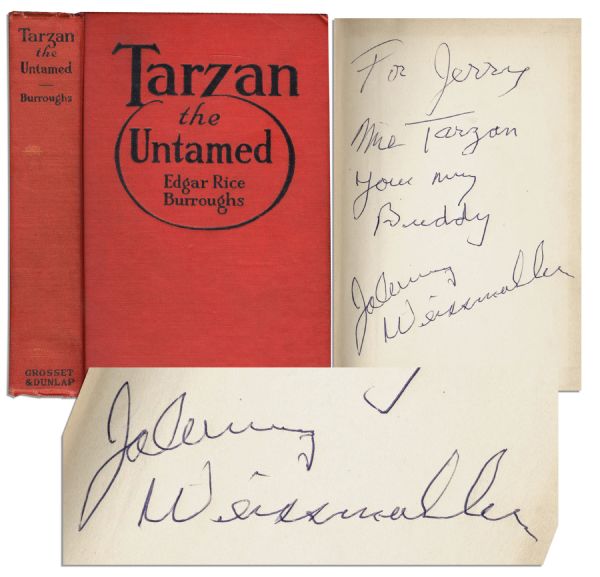 Tarzan
the
Untamed
Burroughs
GROSSET
& DUNLAP
Tarzan
the
Untamed
Edgar Rice
Burroughs
For Jerry
Me Tarzan
your my
Buddy
Johnny
Weissmuller
Johnny
Weissmuller